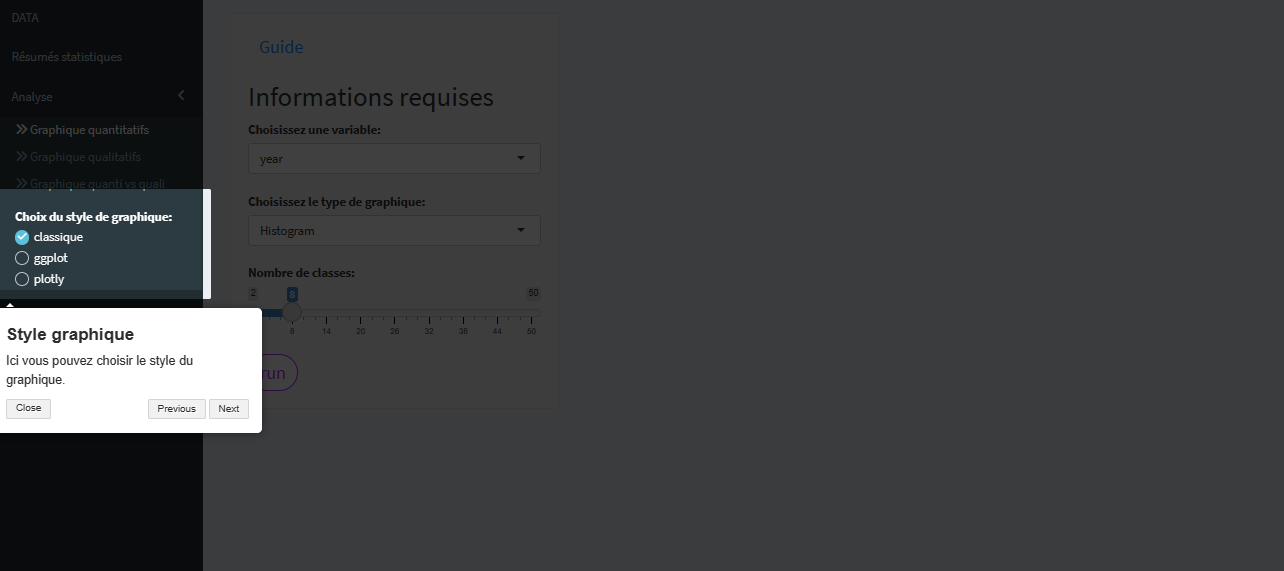 DATA
Résumés statistiques
Analyse
Graphique quantitatifs
Graphique qualitatifs
Graphique quanti vs quali
Choix du style de graphique:
classique
ggplot
plotly
Style graphique
Ici vous pouvez choisir le style du
graphique.
Close
Previous
Next
Guide
Informations requises
Choisissez une variable:
year
Choisissez le type de graphique:
Histogram
Nombre de classes:
2 8 50
8 14 20 26 32 38 44 50
run